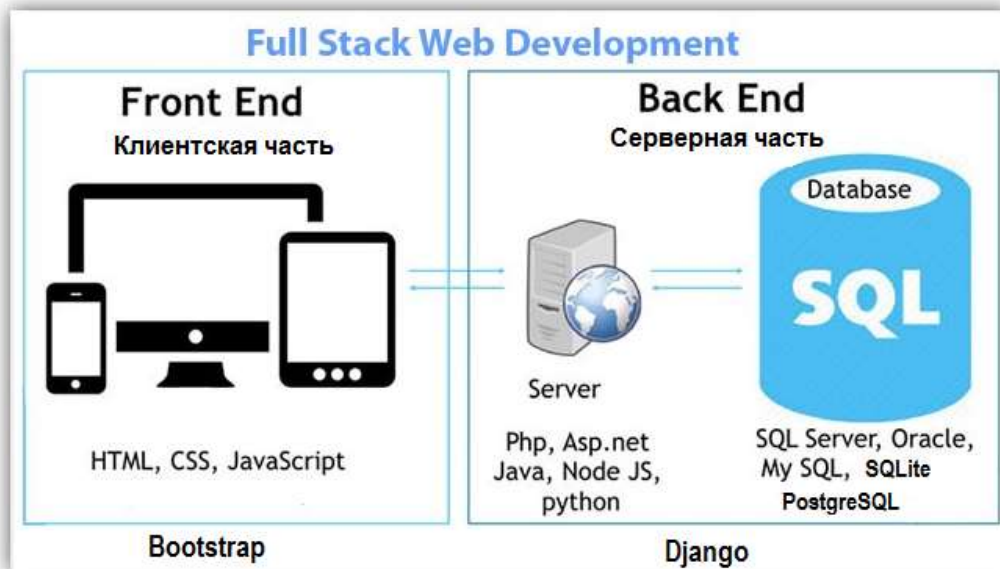 Full Stack Web Development
Front End
Клиентская часть
HTML, CSS, JavaScript
Bootstrap
Back End
Серверная часть
Server
Php, Asp.net
Java, Node JS,
python
Database
SQL
SQL Server, Oracle,
My SQL, SQLite
PostgreSQL
Django